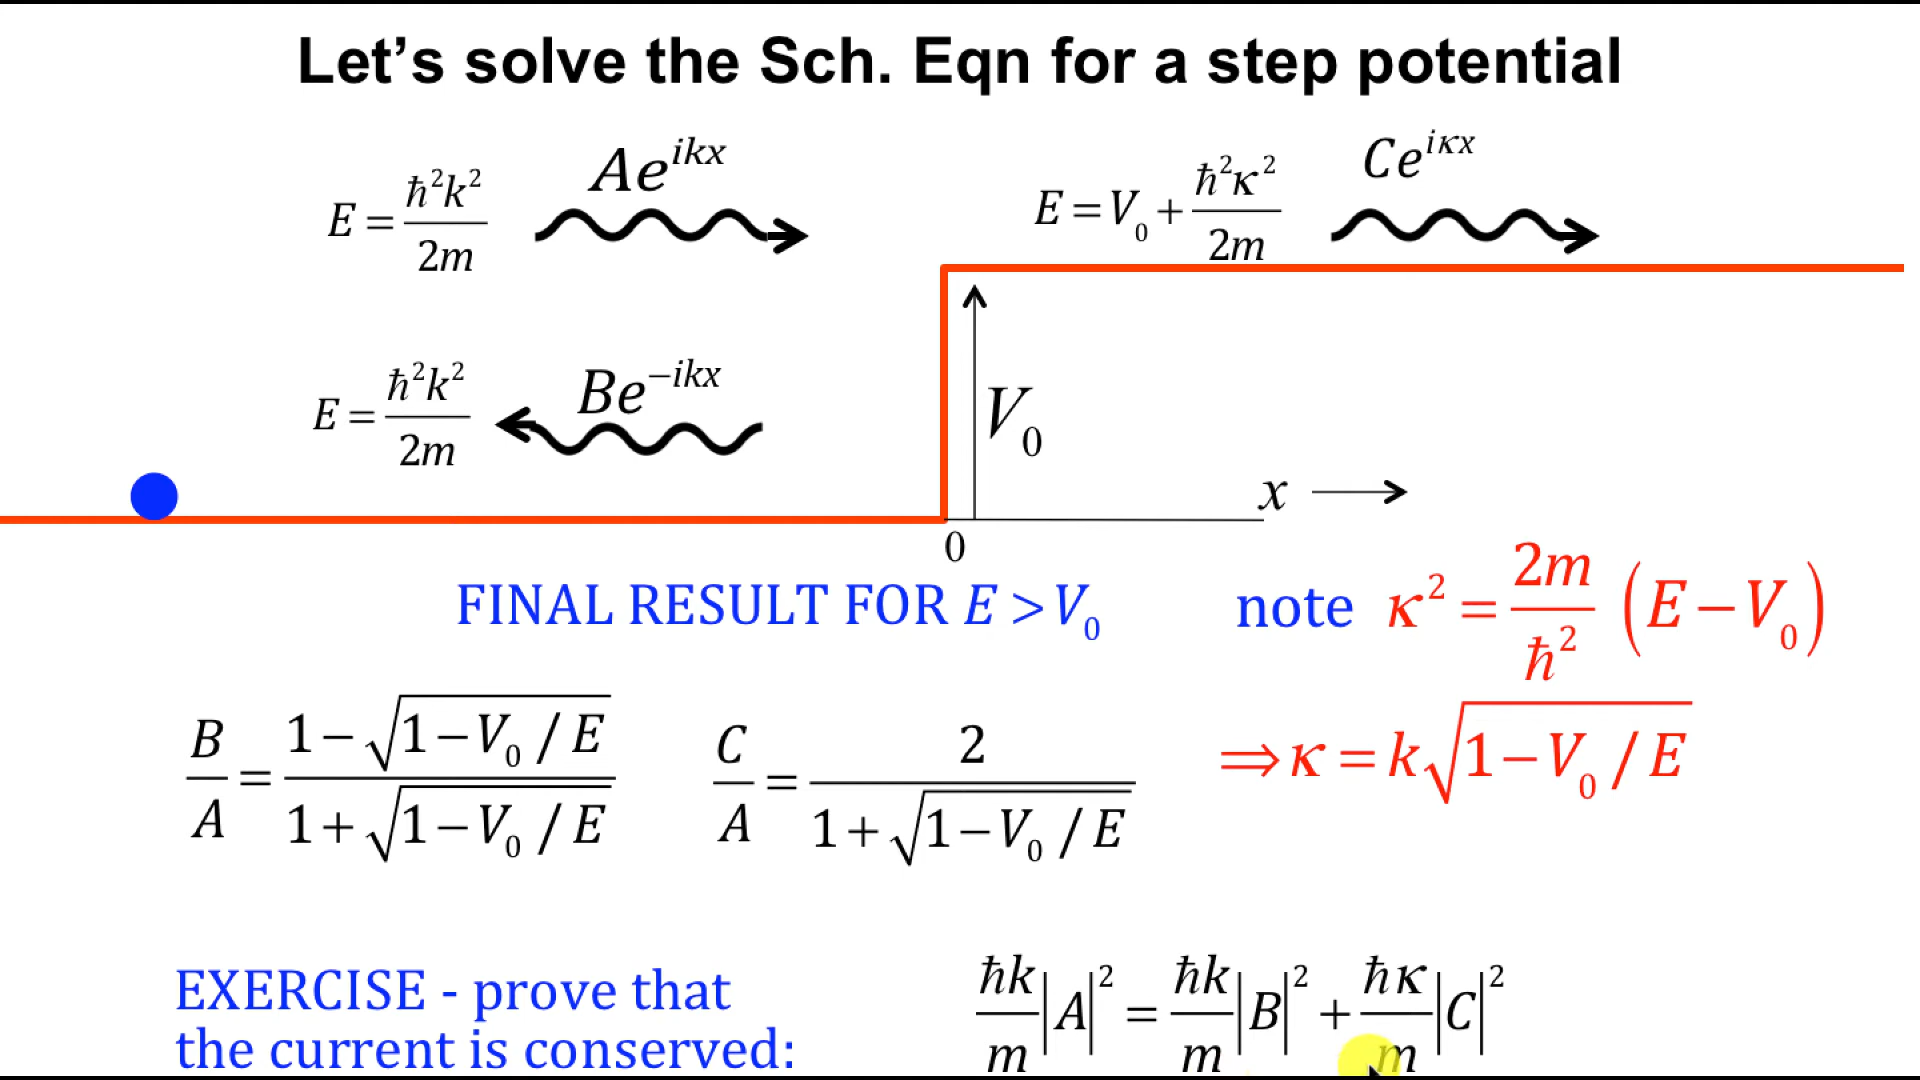 Let's solve the Sch. Eqn for a step potential
E = ℏ²k²/2m
Ae^{ikx}
E = V₀ + ℏ²κ²/2m
Ce^{iκx}
E = ℏ²k²/2m
Be^{-ikx}
V₀
x
0
FINAL RESULT FOR E > V₀
note κ² = 2m/ℏ² (E − V₀)
B/A = (1 − √(1 − V₀ / E))/(1 + √(1 − V₀ / E))
C/A = 2/(1 + √(1 − V₀ / E))
⇒ κ = k√(1 − V₀ / E)
EXERCISE - prove that
the current is conserved:
ℏk/m |A|² = ℏk/m |B|² + ℏκ/m |C|²